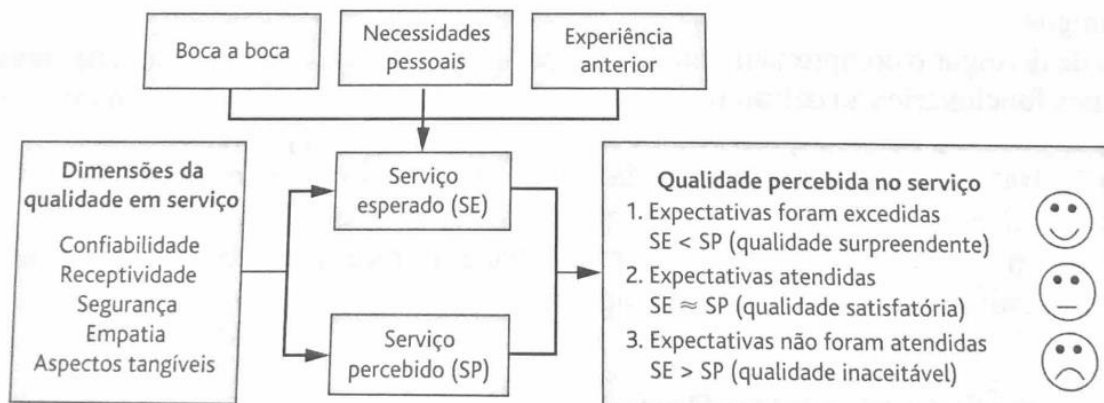 Boca a boca
Necessidades
pessoais
Experiência
anterior
Dimensões da
qualidade em serviço
Confiabilidade
Receptividade
Segurança
Empatia
Aspectos tangíveis
Serviço
esperado (SE)
Serviço
percebido (SP)
Qualidade percebida no serviço
1. Expectativas foram excedidas
SE < SP (qualidade surpreendente)
2. Expectativas atendidas
SE ≈ SP (qualidade satisfatória)
3. Expectativas não foram atendidas
SE > SP (qualidade inaceitável)